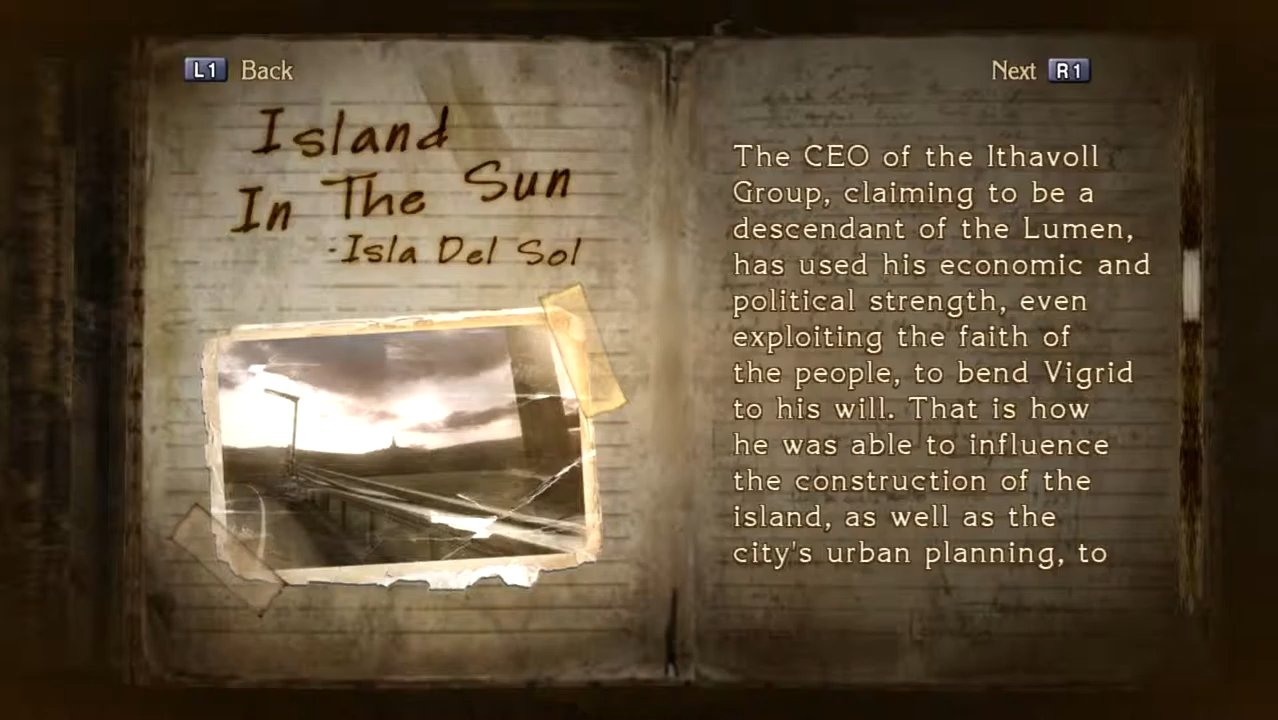 L1 Back
Next R1
Island
In The Sun
-Isla Del Sol
The CEO of the Ithavoll
Group, claiming to be a
descendant of the Lumen,
has used his economic and
political strength, even
exploiting the faith of
the people, to bend Vigrid
to his will. That is how
he was able to influence
the construction of the
island, as well as the
city's urban planning, to